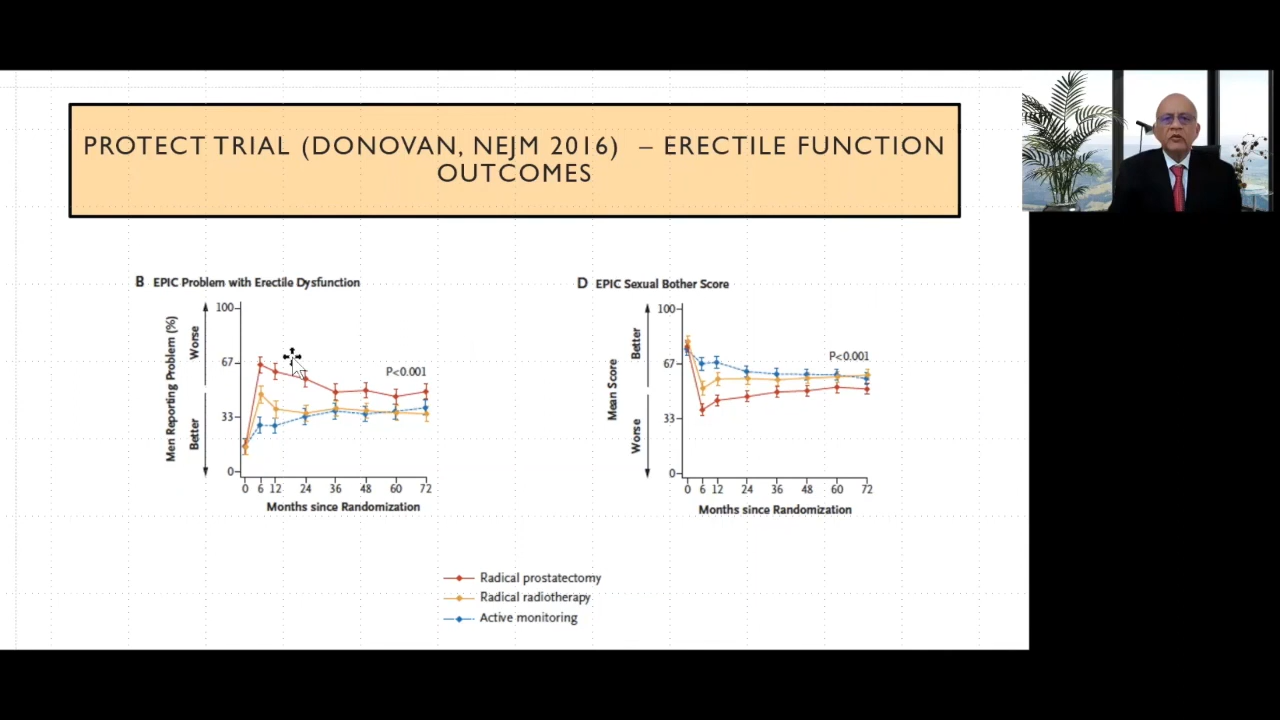 PROTECT TRIAL (DONOVAN, NEJM 2016) – ERECTILE FUNCTION
OUTCOMES
B EPIC Problem with Erectile Dysfunction
Men Reporting Problem (%)
Worse
Better
100
67
33
0
P<0.001
0 6 12 24 36 48 60 72
Months since Randomization
D EPIC Sexual Bother Score
Mean Score
Better
Worse
100
67
33
0
P<0.001
0 6 12 24 36 48 60 72
Months since Randomization
Radical prostatectomy
Radical radiotherapy
Active monitoring